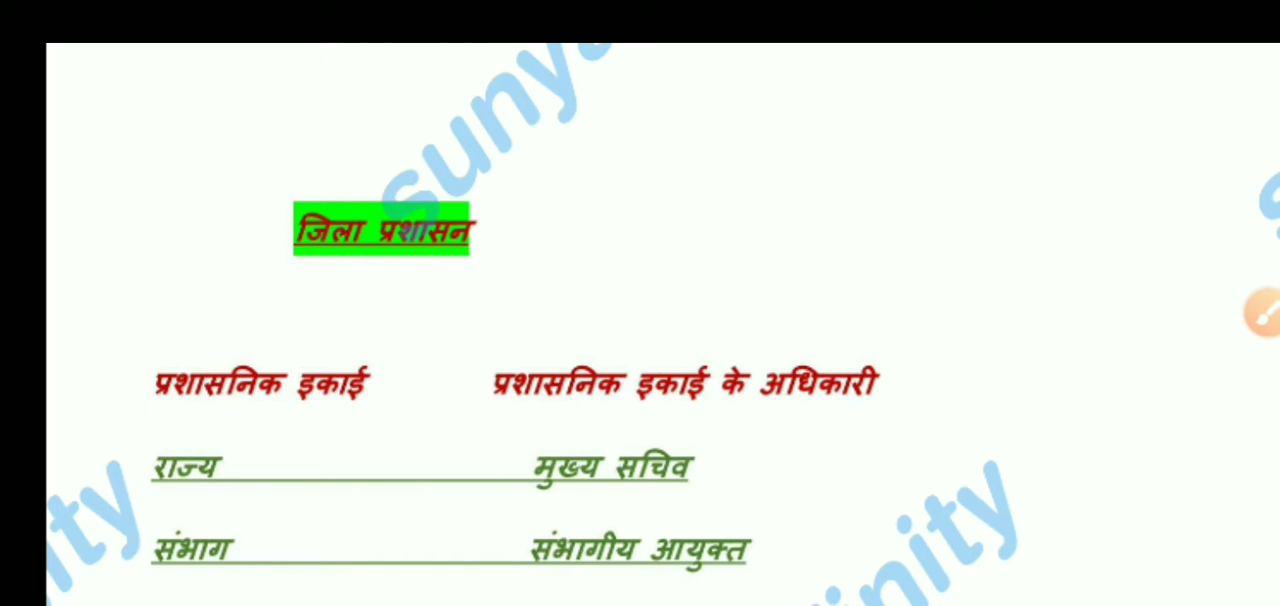 जिला प्रशासन
प्रशासनिक इकाई प्रशासनिक इकाई के अधिकारी
राज्य मुख्य सचिव
संभाग संभागीय आयुक्त